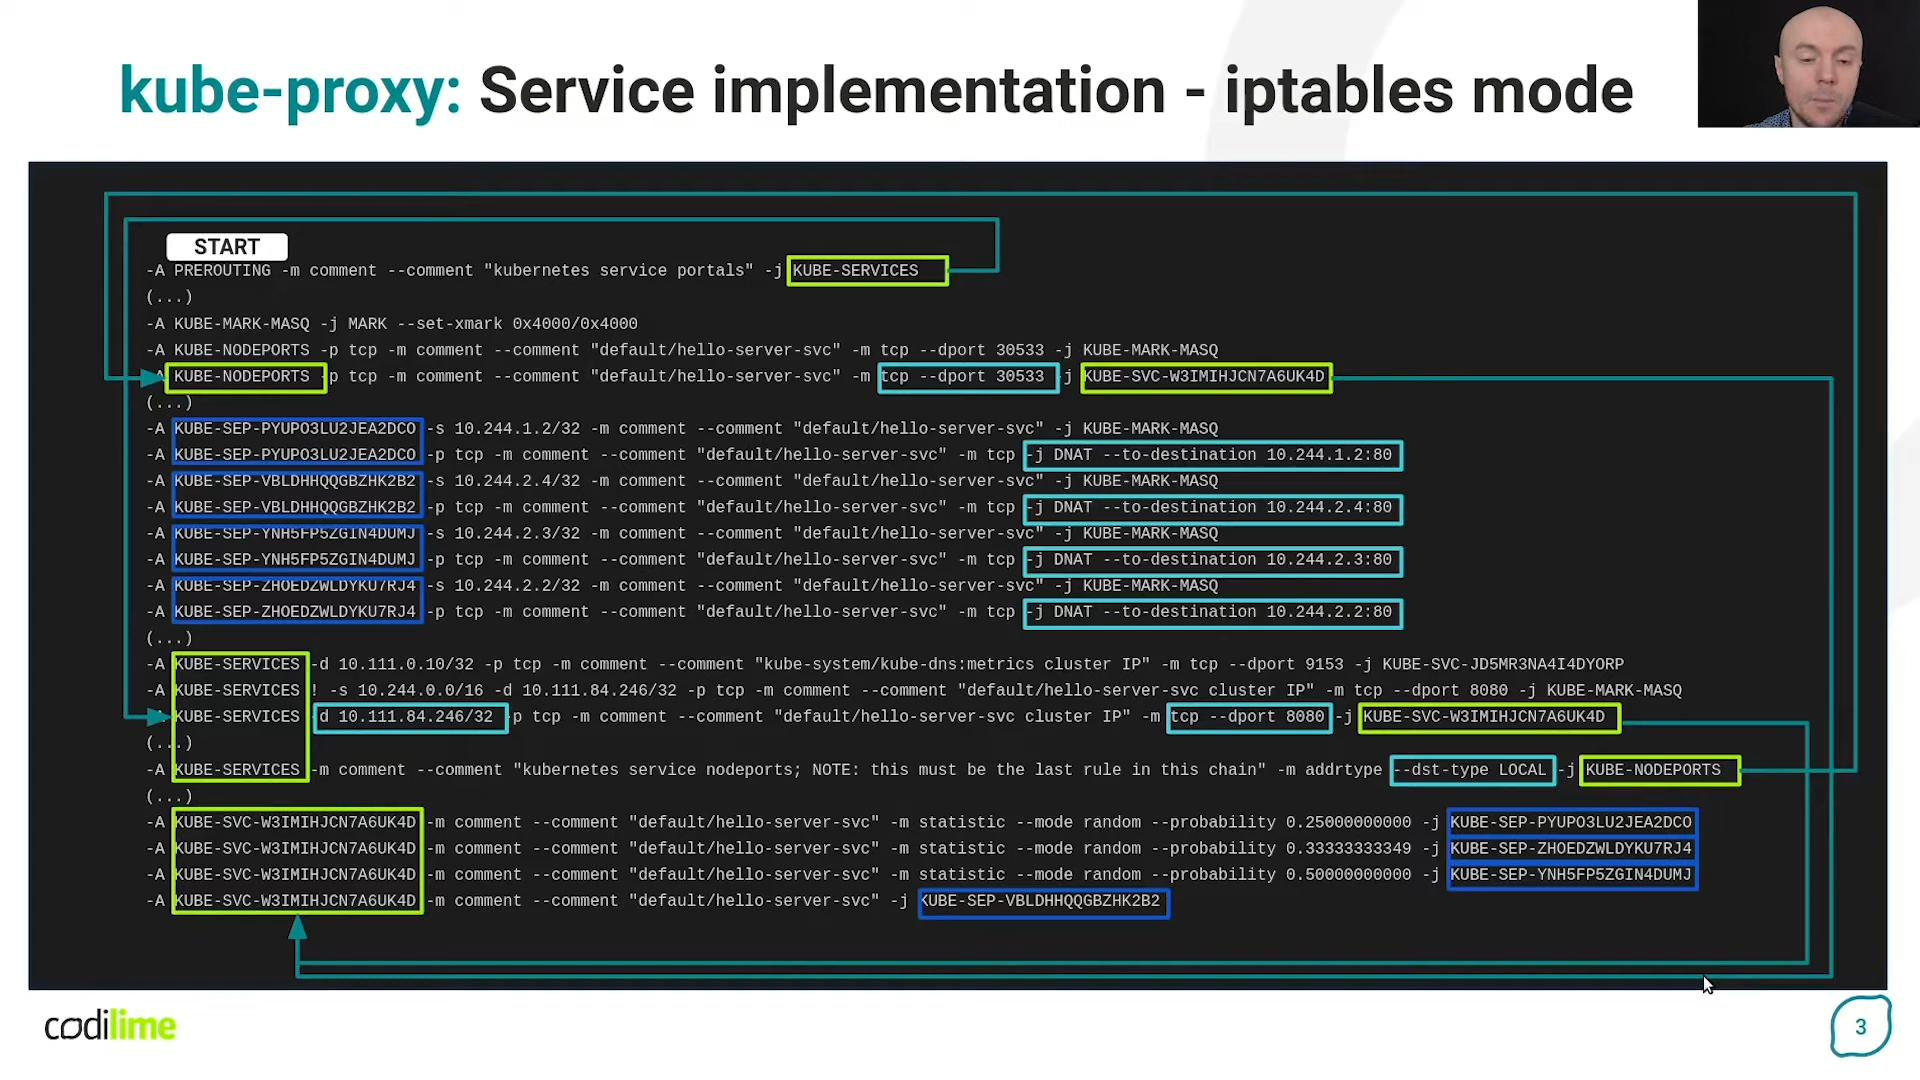 kube-proxy: Service implementation - iptables mode
START
-A PREROUTING -m comment --comment "kubernetes service portals" -j KUBE-SERVICES
(...)
-A KUBE-MARK-MASQ -j MARK --set-xmark 0x4000/0x4000
-A KUBE-NODEPORTS -p tcp -m comment --comment "default/hello-server-svc" -m tcp --dport 30533 -j KUBE-MARK-MASQ
-A KUBE-NODEPORTS -p tcp -m comment --comment "default/hello-server-svc" -m tcp --dport 30533 -j KUBE-SVC-W3IMIHJCN7A6UK4D
(...)
-A KUBE-SEP-PYUPO3LU2JEA2DCO -s 10.244.1.2/32 -m comment --comment "default/hello-server-svc" -j KUBE-MARK-MASQ
-A KUBE-SEP-PYUPO3LU2JEA2DCO -p tcp -m comment --comment "default/hello-server-svc" -m tcp -j DNAT --to-destination 10.244.1.2:80
-A KUBE-SEP-VBLDHHQQGBZHK2B2 -s 10.244.2.4/32 -m comment --comment "default/hello-server-svc" -j KUBE-MARK-MASQ
-A KUBE-SEP-VBLDHHQQGBZHK2B2 -p tcp -m comment --comment "default/hello-server-svc" -m tcp -j DNAT --to-destination 10.244.2.4:80
-A KUBE-SEP-YNH5FP5ZGIN4DUMJ -s 10.244.2.3/32 -m comment --comment "default/hello-server-svc" -j KUBE-MARK-MASQ
-A KUBE-SEP-YNH5FP5ZGIN4DUMJ -p tcp -m comment --comment "default/hello-server-svc" -m tcp -j DNAT --to-destination 10.244.2.3:80
-A KUBE-SEP-ZHOEDZWLDYKU7RJ4 -s 10.244.2.2/32 -m comment --comment "default/hello-server-svc" -j KUBE-MARK-MASQ
-A KUBE-SEP-ZHOEDZWLDYKU7RJ4 -p tcp -m comment --comment "default/hello-server-svc" -m tcp -j DNAT --to-destination 10.244.2.2:80
(...)
-A KUBE-SERVICES -d 10.111.0.10/32 -p tcp -m comment --comment "kube-system/kube-dns:metrics cluster IP" -m tcp --dport 9153 -j KUBE-SVC-JD5MR3NA4I4DYORP
-A KUBE-SERVICES ! -s 10.244.0.0/16 -d 10.111.84.246/32 -p tcp -m comment --comment "default/hello-server-svc cluster IP" -m tcp --dport 8080 -j KUBE-MARK-MASQ
-A KUBE-SERVICES -d 10.111.84.246/32 -p tcp -m comment --comment "default/hello-server-svc cluster IP" -m tcp --dport 8080 -j KUBE-SVC-W3IMIHJCN7A6UK4D
(...)
-A KUBE-SERVICES -m comment --comment "kubernetes service nodeports; NOTE: this must be the last rule in this chain" -m addrtype --dst-type LOCAL -j KUBE-NODEPORTS
(...)
-A KUBE-SVC-W3IMIHJCN7A6UK4D -m comment --comment "default/hello-server-svc" -m statistic --mode random --probability 0.25000000000 -j KUBE-SEP-PYUPO3LU2JEA2DCO
-A KUBE-SVC-W3IMIHJCN7A6UK4D -m comment --comment "default/hello-server-svc" -m statistic --mode random --probability 0.33333333349 -j KUBE-SEP-ZHOEDZWLDYKU7RJ4
-A KUBE-SVC-W3IMIHJCN7A6UK4D -m comment --comment "default/hello-server-svc" -m statistic --mode random --probability 0.50000000000 -j KUBE-SEP-YNH5FP5ZGIN4DUMJ
-A KUBE-SVC-W3IMIHJCN7A6UK4D -m comment --comment "default/hello-server-svc" -j KUBE-SEP-VBLDHHQQGBZHK2B2
codilime
3